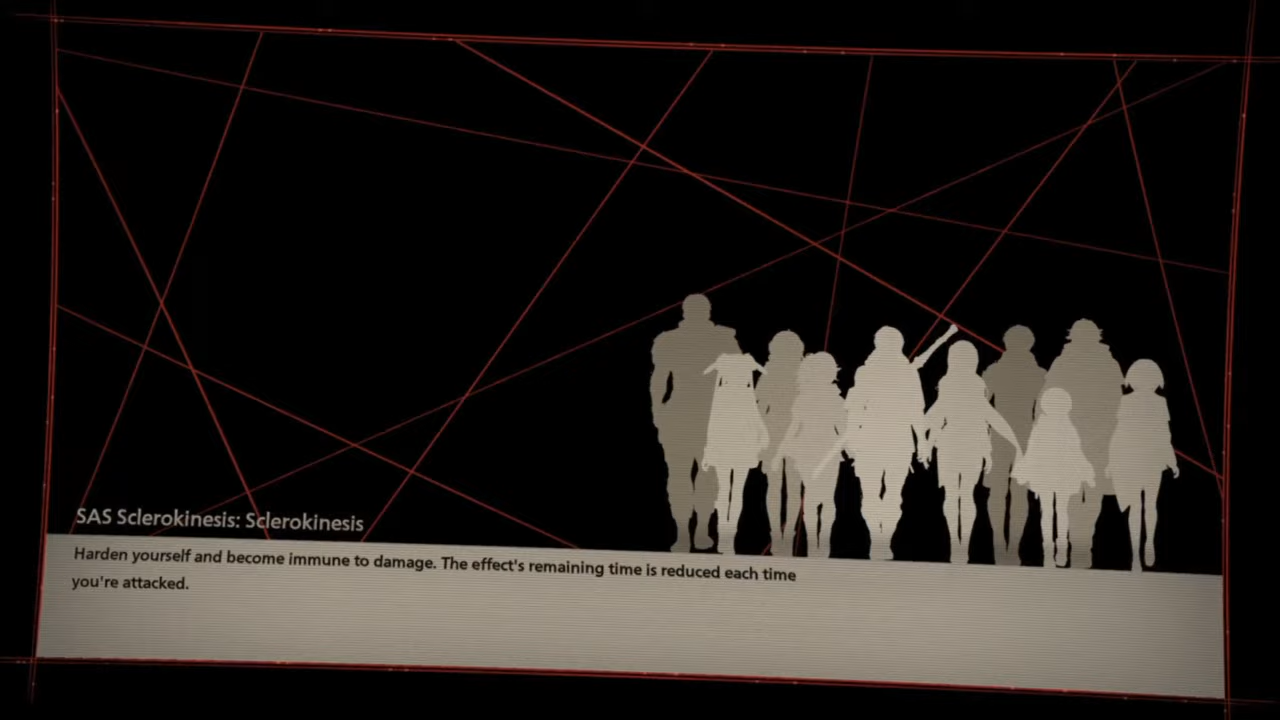 SAS Sclerokinesis: Sclerokinesis
Harden yourself and become immune to damage. The effect's remaining time is reduced each time
you're attacked.